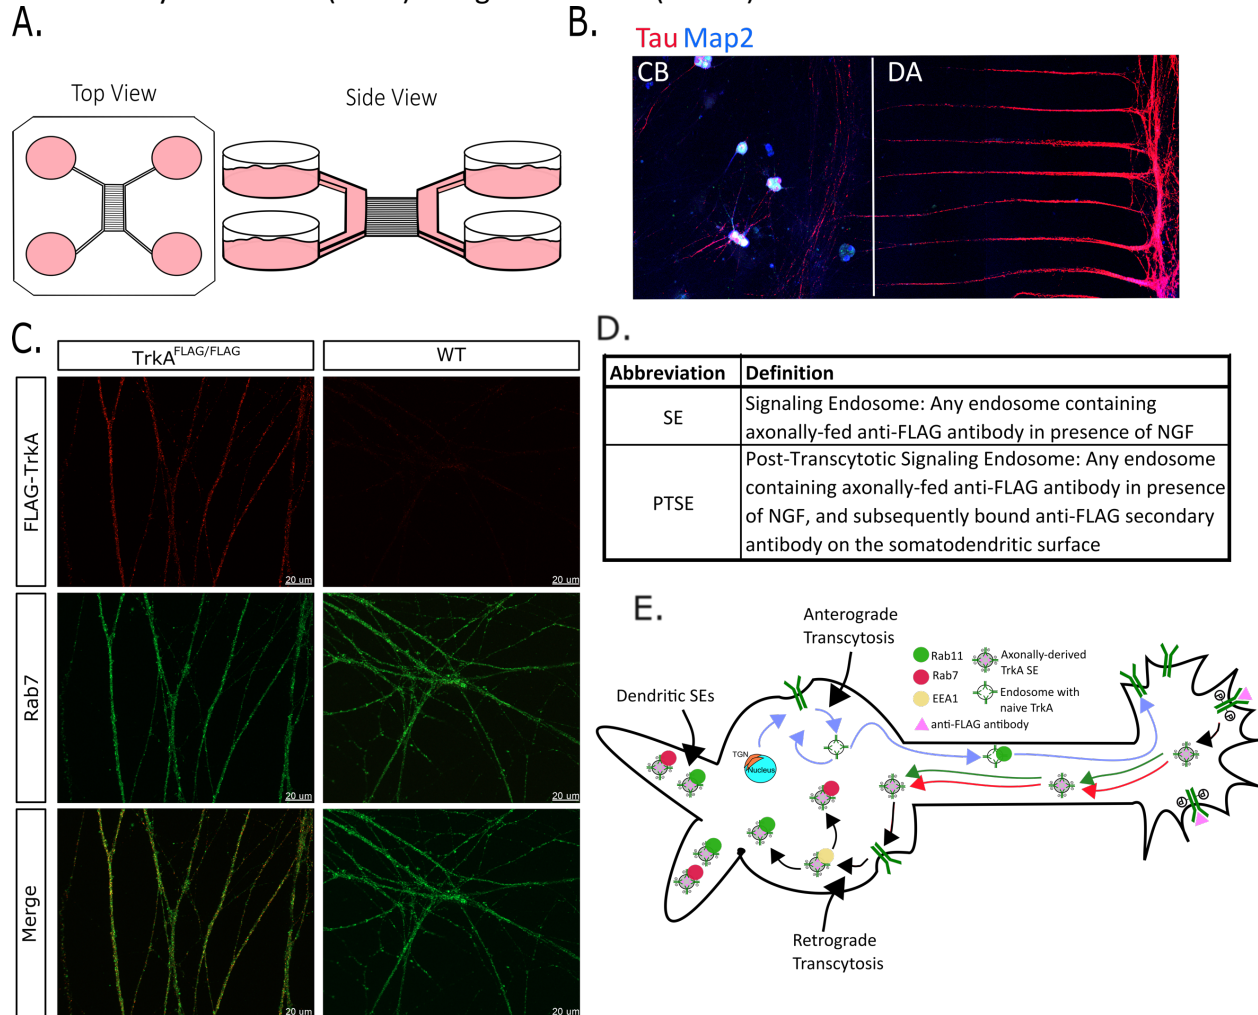 A.
Top View
Side View
B.
Tau Map2
CB
DA
C.
TrkA^FLAG/FLAG
WT
FLAG-TrkA
20 um
20 um
Rab7
20 um
20 um
Merge
20 um
20 um
D.
Abbreviation Definition
SE
Signaling Endosome: Any endosome containing
axonally-fed anti-FLAG antibody in presence of NGF
PTSE
Post-Transcytotic Signaling Endosome: Any endosome
containing axonally-fed anti-FLAG antibody in presence
of NGF, and subsequently bound anti-FLAG secondary
antibody on the somatodendritic surface
E.
Anterograde
Transcytosis
Dendritic SEs
Rab11
Rab7
EEA1
anti-FLAG antibody
Axonally-derived
TrkA SE
Endosome with
naive TrkA
TGN
Nucleus
P
P
P
P
Retrograde
Transcytosis